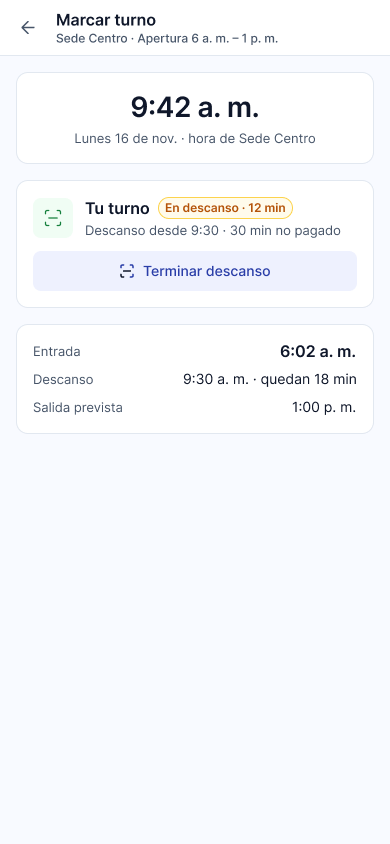 Marcar turno
Sede Centro · Apertura 6 a. m. – 1 p. m.
9:42 a. m.
Lunes 16 de nov. · hora de Sede Centro
Tu turno
En descanso · 12 min
Descanso desde 9:30 · 30 min no pagado
Terminar descanso
Entrada 6:02 a. m.
Descanso 9:30 a. m. · quedan 18 min
Salida prevista 1:00 p. m.